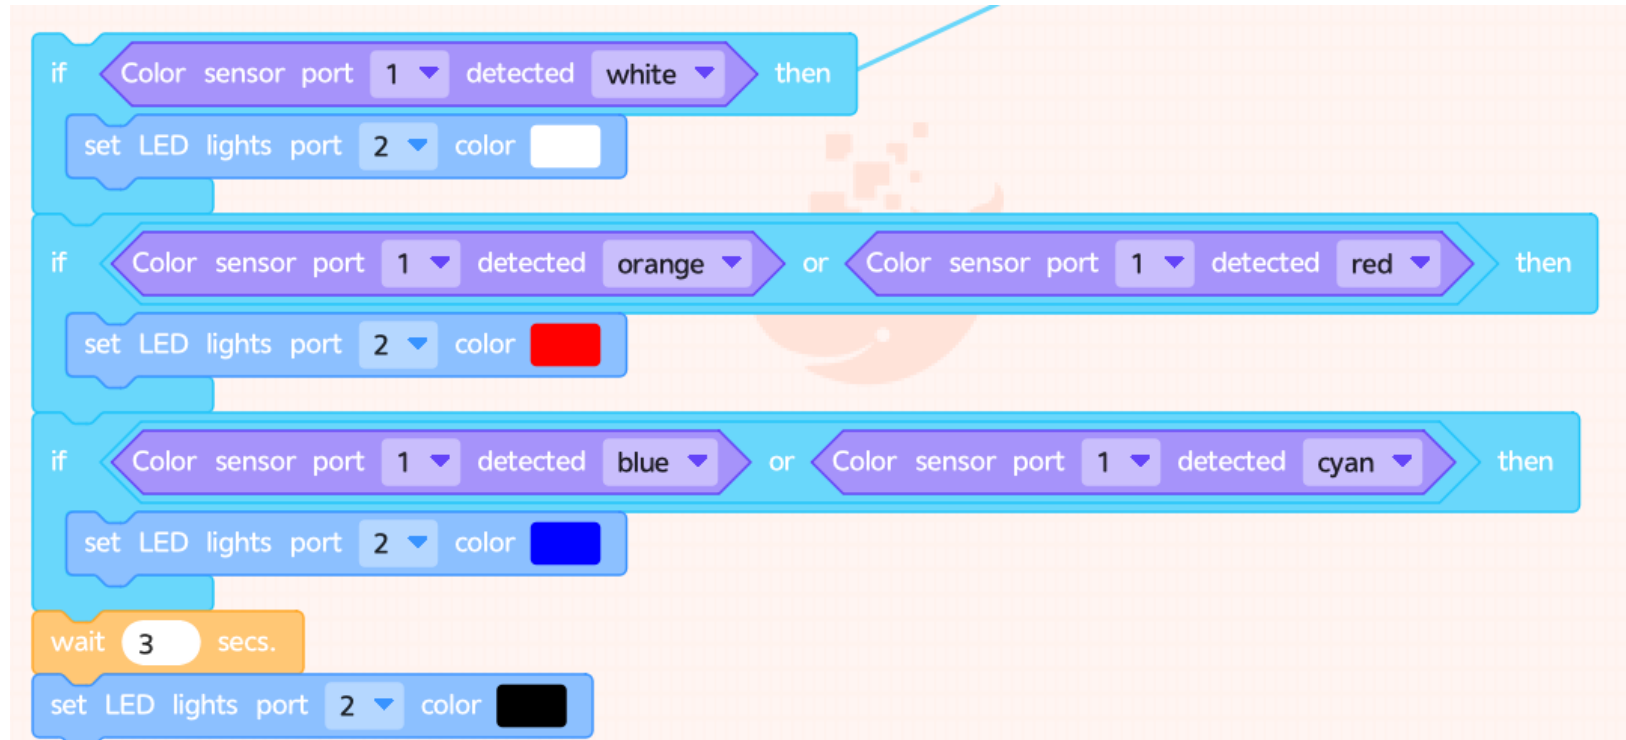 if Color sensor port 1 detected white then
set LED lights port 2 color
if Color sensor port 1 detected orange or Color sensor port 1 detected red then
set LED lights port 2 color
if Color sensor port 1 detected blue or Color sensor port 1 detected cyan then
set LED lights port 2 color
wait 3 secs.
set LED lights port 2 color